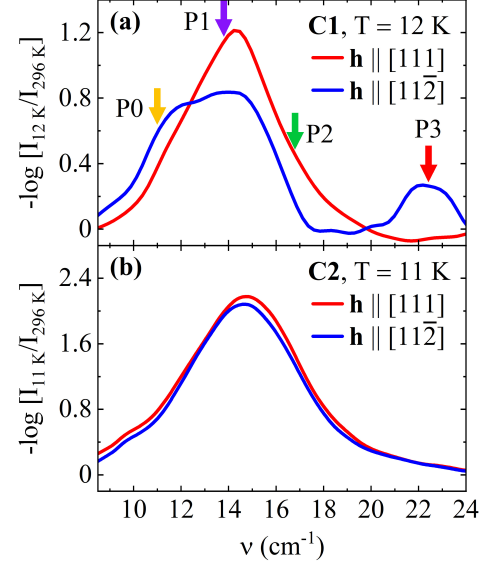 (a)
P1
C1, T = 12 K
h || [111]
h || [11\overline{2}]
P0
P2
P3
-log [I₁₂ K/I₂₉₆ K]
1.2
0.8
0.4
0
(b)
C2, T = 11 K
h || [111]
h || [11\overline{2}]
-log [I₁₁ K/I₂₉₆ K]
2.4
1.6
0.8
0
10 12 14 16 18 20 22 24
ν (cm⁻¹)